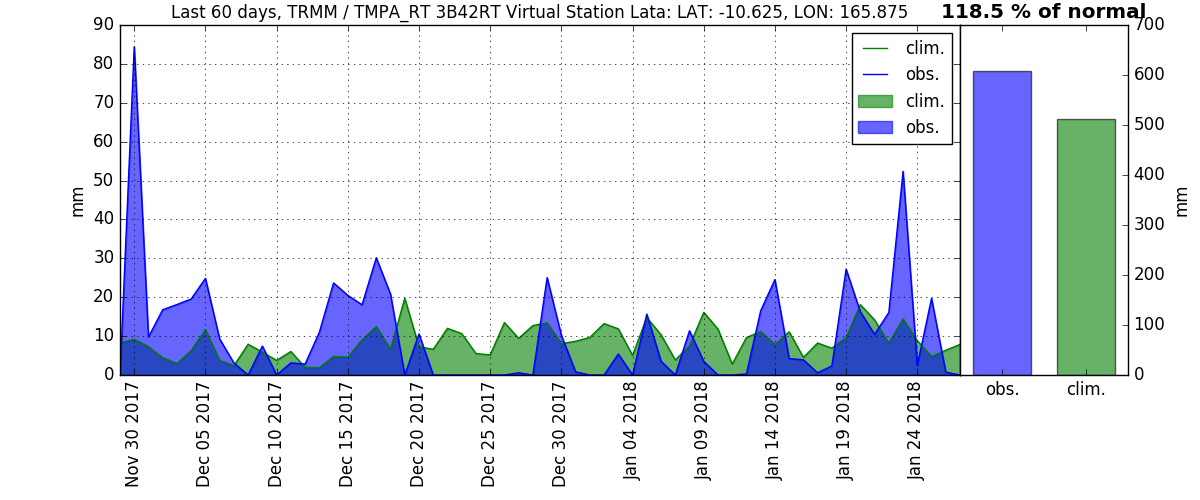 Last 60 days, TRMM / TMPA_RT 3B42RT Virtual Station Lata: LAT: -10.625, LON: 165.875
118.5 % of normal
90
80
70
60
50
40
30
20
10
0
mm
clim.
obs.
clim.
obs.
Nov 30 2017
Dec 05 2017
Dec 10 2017
Dec 15 2017
Dec 20 2017
Dec 25 2017
Dec 30 2017
Jan 04 2018
Jan 09 2018
Jan 14 2018
Jan 19 2018
Jan 24 2018
700
600
500
400
300
200
100
0
mm
obs.
clim.